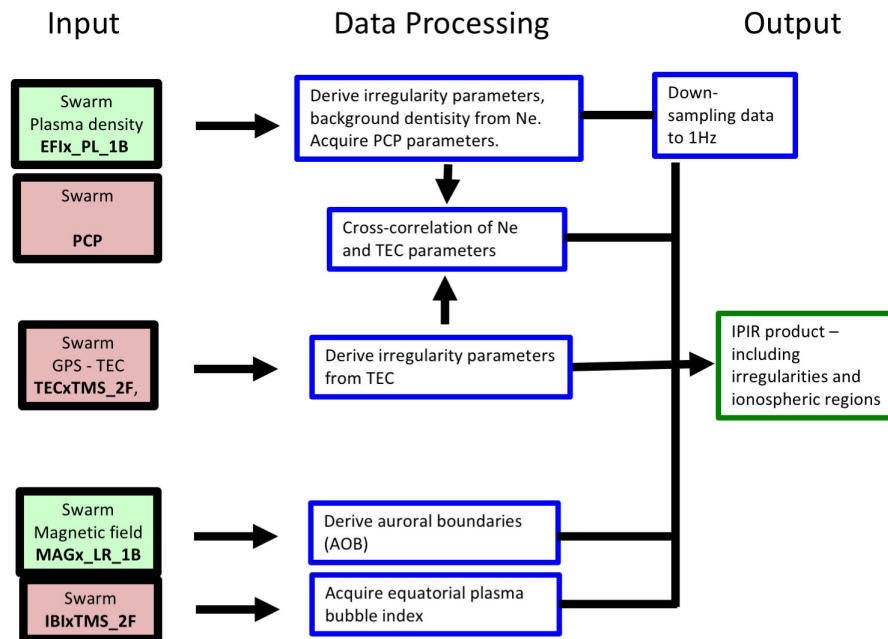 Input
Data Processing
Output
Swarm
Plasma density
EFIx_PL_1B
Derive irregularity parameters,
background dentisity from Ne.
Acquire PCP parameters.
Down-
sampling data
to 1Hz
Swarm
PCP
Cross-correlation of Ne
and TEC parameters
Swarm
GPS - TEC
TECxTMS_2F,
Derive irregularity parameters
from TEC
IPIR product –
including
irregularities and
ionospheric regions
Swarm
Magnetic field
MAGx_LR_1B
Derive auroral boundaries
(AOB)
Swarm
IBIxTMS_2F
Acquire equatorial plasma
bubble index